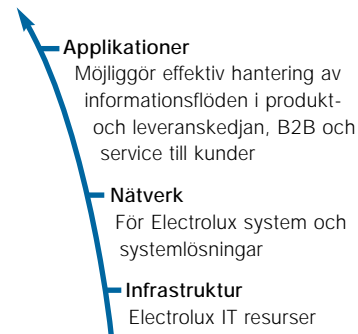 Applikationer
Möjliggör effektiv hantering av
informationsflöden i produkt-
och leveranskedjan, B2B och
service till kunder
Nätverk
För Electrolux system och
systemlösningar
Infrastruktur
Electrolux IT resurser